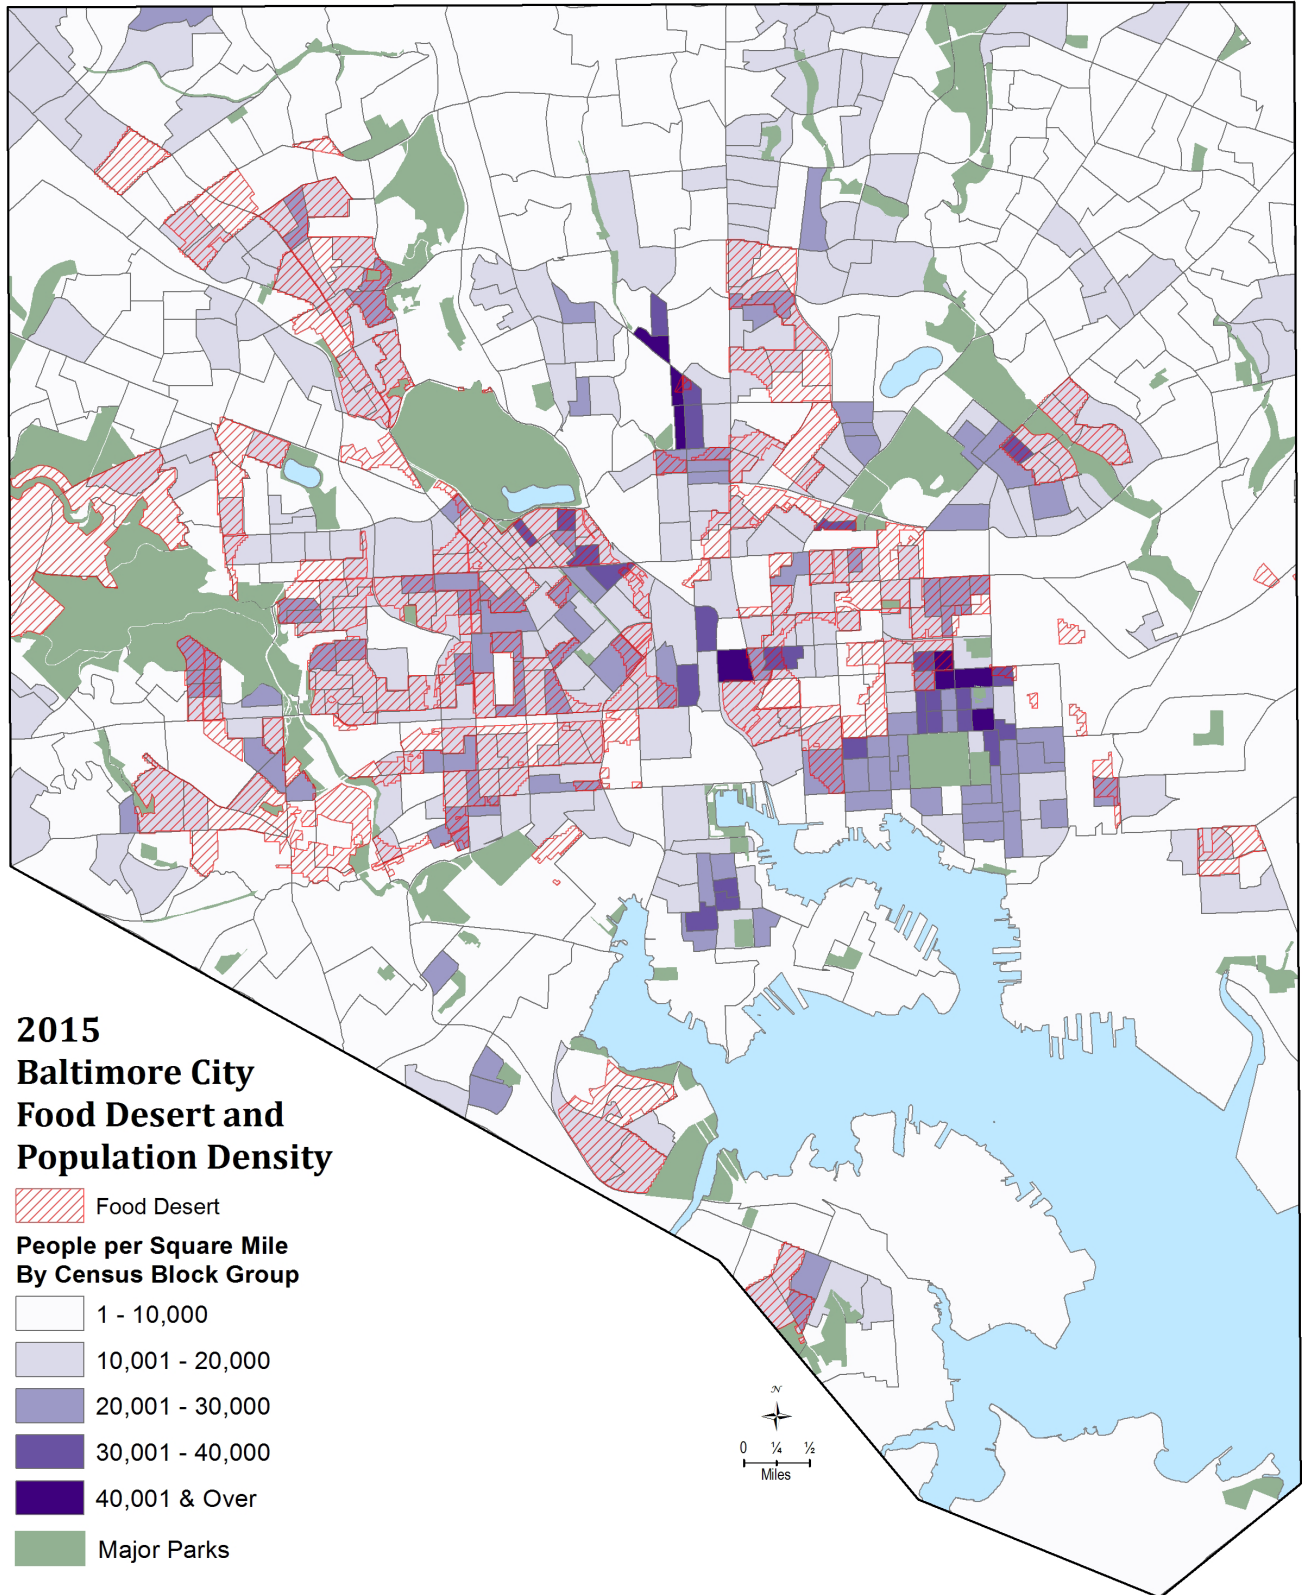 2015
Baltimore City
Food Desert and
Population Density
Food Desert
People per Square Mile
By Census Block Group
1 - 10,000
10,001 - 20,000
20,001 - 30,000
30,001 - 40,000
40,001 & Over
Major Parks
N
0 ¼ ½
Miles